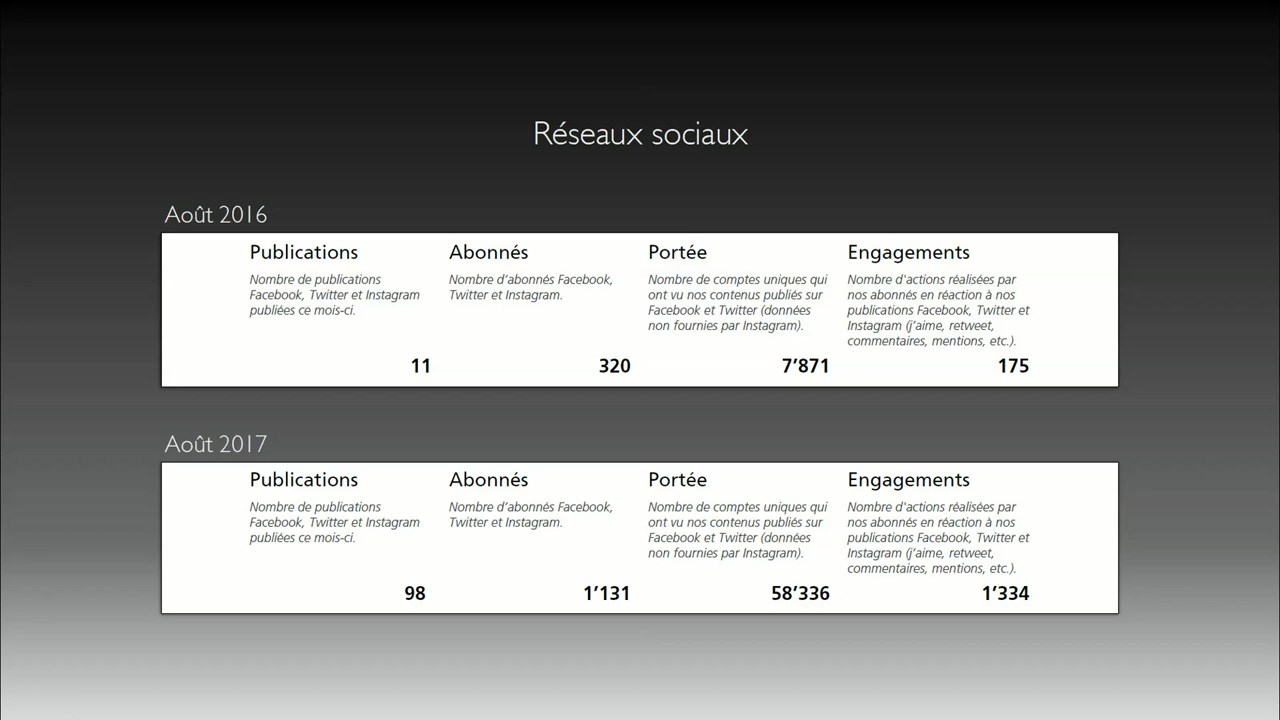 Réseaux sociaux
Août 2016
Publications
Nombre de publications
Facebook, Twitter et Instagram
publiées ce mois-ci.
11
Abonnés
Nombre d’abonnés Facebook,
Twitter et Instagram.
320
Portée
Nombre de comptes uniques qui
ont vu nos contenus publiés sur
Facebook et Twitter (données
non fournies par Instagram).
7’871
Engagements
Nombre d'actions réalisées par
nos abonnés en réaction à nos
publications Facebook, Twitter et
Instagram (j’aime, retweet,
commentaires, mentions, etc.).
175
Août 2017
Publications
Nombre de publications
Facebook, Twitter et Instagram
publiées ce mois-ci.
98
Abonnés
Nombre d’abonnés Facebook,
Twitter et Instagram.
1’131
Portée
Nombre de comptes uniques qui
ont vu nos contenus publiés sur
Facebook et Twitter (données
non fournies par Instagram).
58’336
Engagements
Nombre d'actions réalisées par
nos abonnés en réaction à nos
publications Facebook, Twitter et
Instagram (j’aime, retweet,
commentaires, mentions, etc.).
1’334